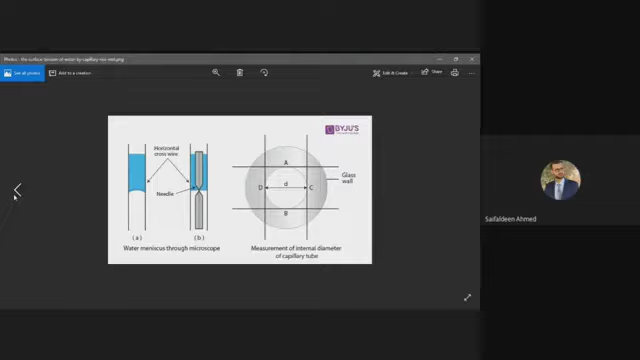 Photos - the surface tension of water by capillary rise met.png
See all photos
Add to a creation
Edit & Create
Share
BYJU'S
Horizontal
cross wire
Needle
(a)
(b)
Water meniscus through microscope
A
D
d
C
B
Glass
wall
Measurement of internal diameter
of capillary tube
Saifaldeen Ahmed